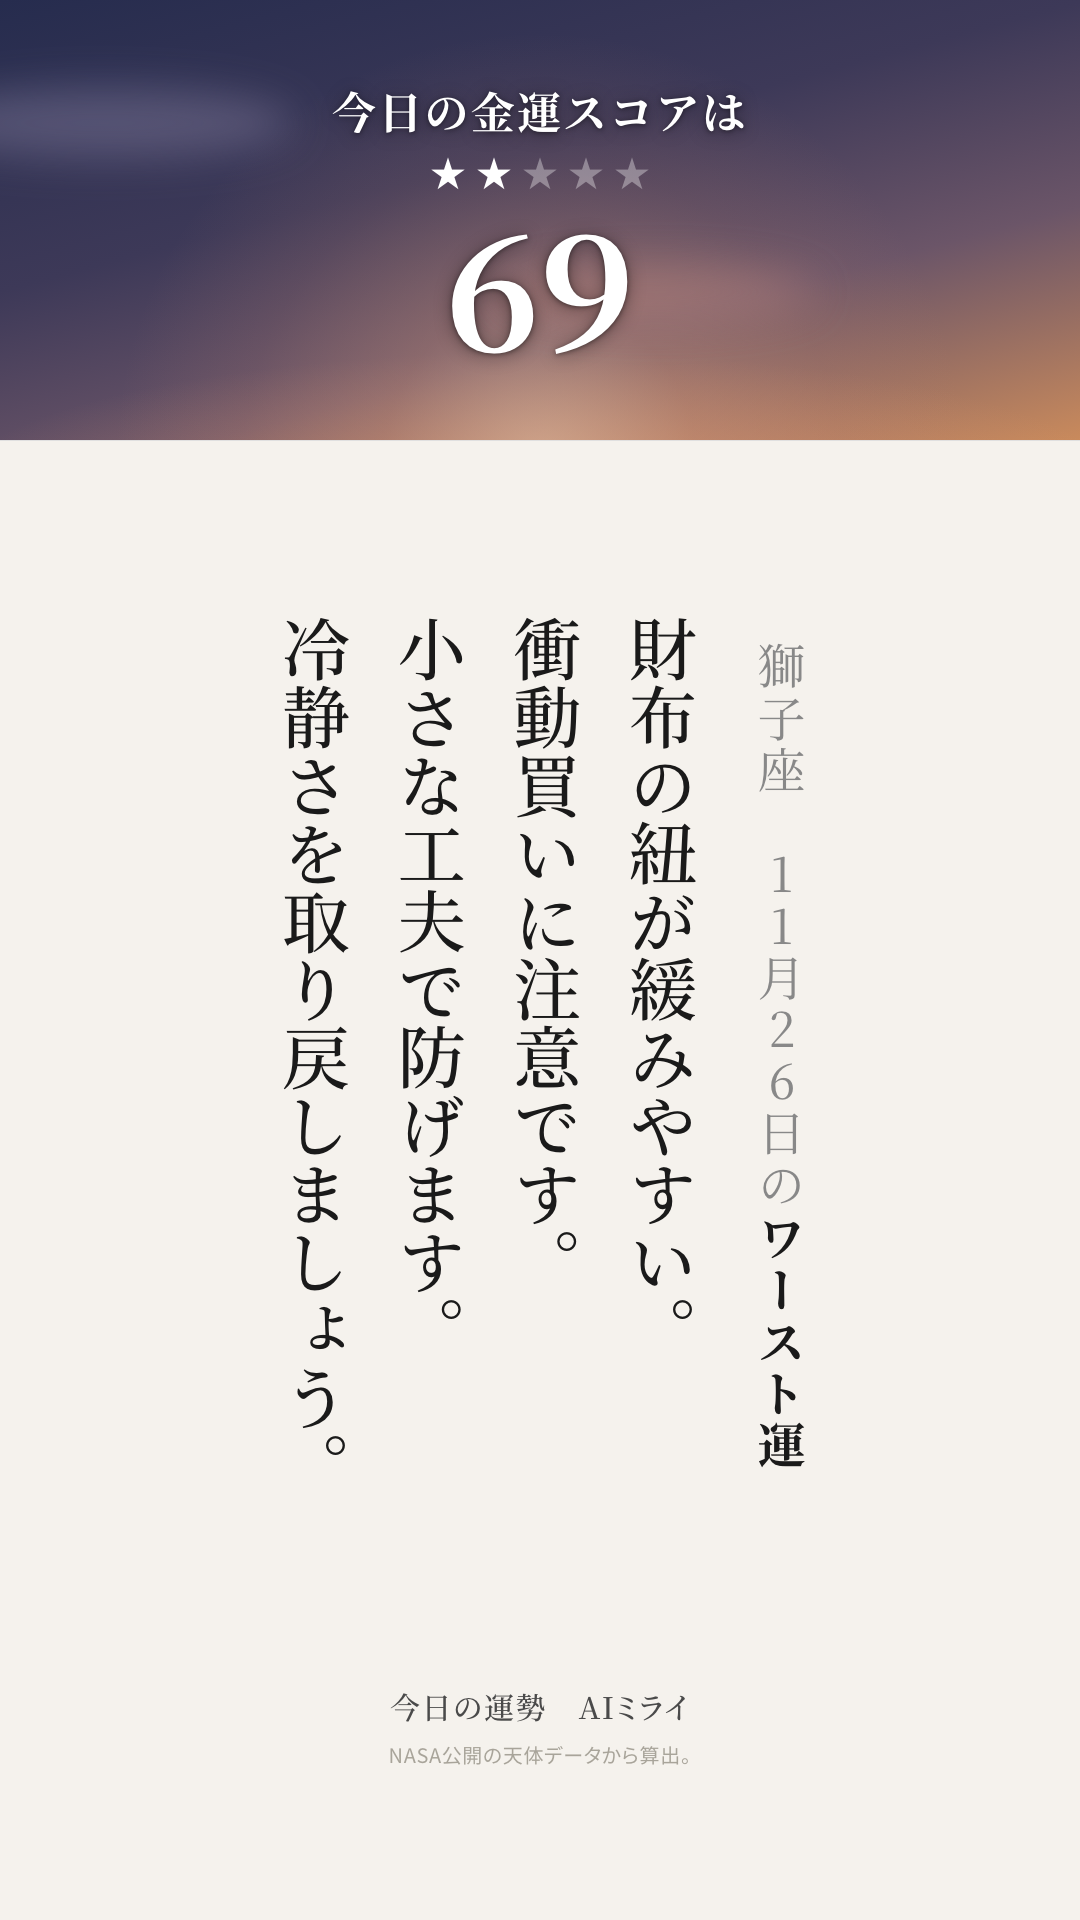 今日の金運スコアは
★★★★★
69
獅子座　11月26日のワースト運
財布の紐が緩みやすい。
衝動買いに注意です。
小さな工夫で防げます。
冷静さを取り戻しましょう。
今日の運勢　AIミライ
NASA公開の天体データから算出。